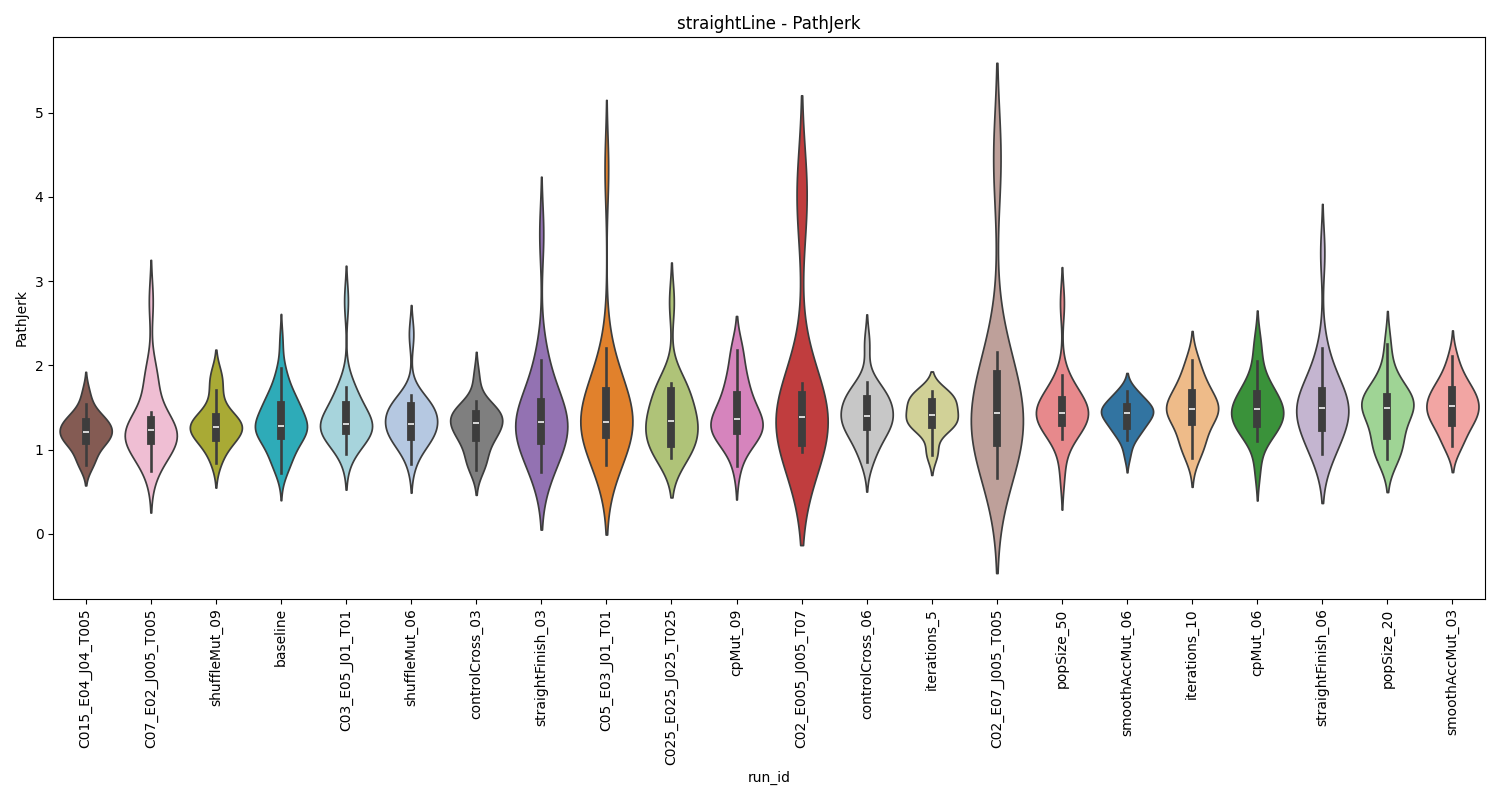 straightLine - PathJerk
PathJerk
5
4
3
2
1
0
C015_E04_J04_T005
C07_E02_J005_T005
shuffleMut_09
baseline
C03_E05_J01_T01
shuffleMut_06
controlCross_03
straightFinish_03
C05_E03_J01_T01
C025_E025_J025_T025
cpMut_09
C02_E005_J005_T07
controlCross_06
iterations_5
C02_E07_J005_T005
popSize_50
smoothAccMut_06
iterations_10
cpMut_06
straightFinish_06
popSize_20
smoothAccMut_03
run_id